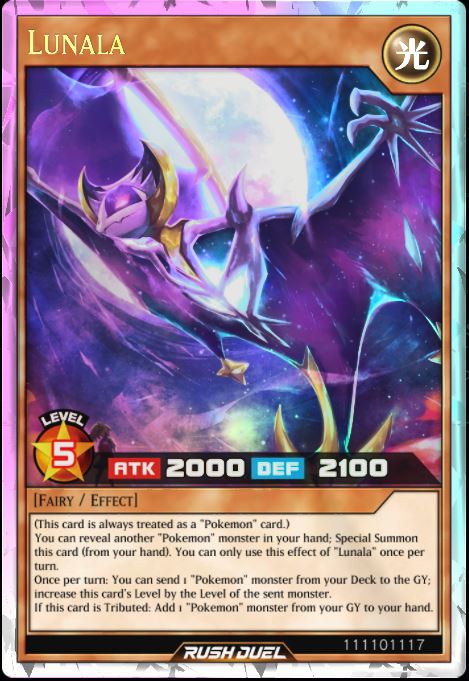 Lunala
光
LEVEL
5
ATK 2000 DEF 2100
[Fairy / Effect]
(This card is always treated as a "Pokemon" card.)
You can reveal another "Pokemon" monster in your hand; Special Summon
this card (from your hand). You can only use this effect of "Lunala" once per
turn.
Once per turn: You can send 1 "Pokemon" monster from your Deck to the GY;
increase this card's Level by the Level of the sent monster.
If this card is Tributed: Add 1 "Pokemon" monster from your GY to your hand.
111101117
RUSH DUEL